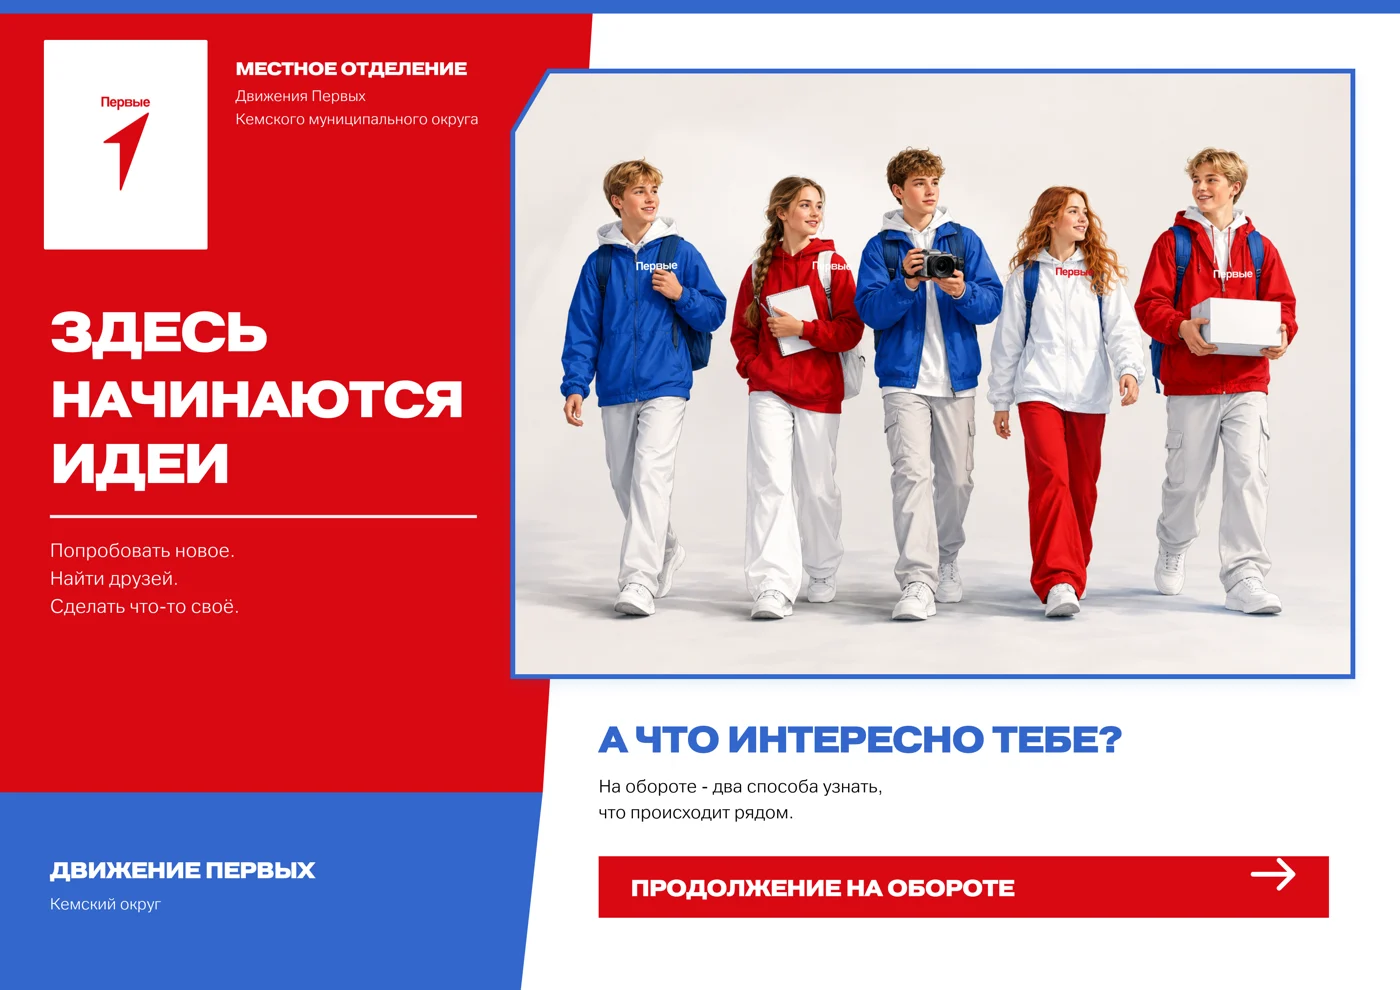 Первые
МЕСТНОЕ ОТДЕЛЕНИЕ
Движения Первых
Кемского муниципального округа
ЗДЕСЬ
НАЧИНАЮТСЯ
ИДЕИ
Попробовать новое.
Найти друзей.
Сделать что-то своё.
Первые
Первые
Первые
Первые
А ЧТО ИНТЕРЕСНО ТЕБЕ?
На обороте - два способа узнать,
что происходит рядом.
ПРОДОЛЖЕНИЕ НА ОБОРОТЕ
ДВИЖЕНИЕ ПЕРВЫХ
Кемский округ